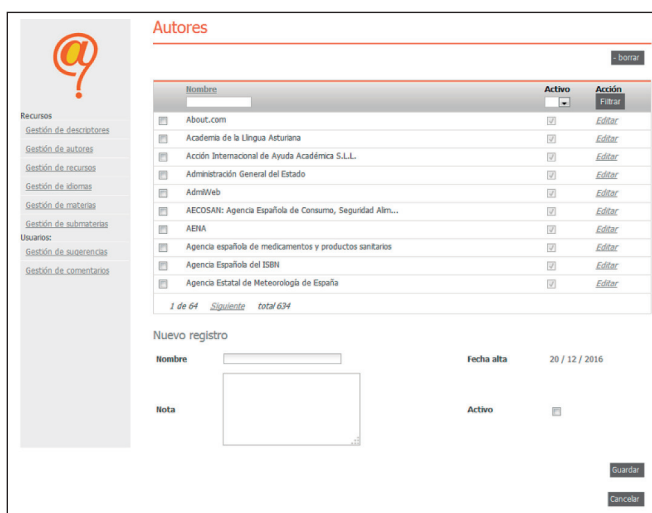 Autores
- borrar
Nombre Activo Acción
Filtrar
Recursos
Gestión de descriptores
Gestión de autores
Gestión de recursos
Gestión de idiomas
Gestión de materias
Gestión de submaterias
Usuarios:
Gestión de sugerencias
Gestión de comentarios
About.com Editar
Academia de la Llingua Asturiana Editar
Acción Internacional de Ayuda Académica S.L.L. Editar
Administración General del Estado Editar
AdmiWeb Editar
AECOSAN: Agencia Española de Consumo, Seguridad Alim... Editar
AENA Editar
Agencia española de medicamentos y productos sanitarios Editar
Agencia Española del ISBN Editar
Agencia Estatal de Meteorología de España Editar
1 de 64 Siguiente total 634
Nuevo registro
Nombre Fecha alta 20 / 12 / 2016
Nota Activo
Guardar
Cancelar